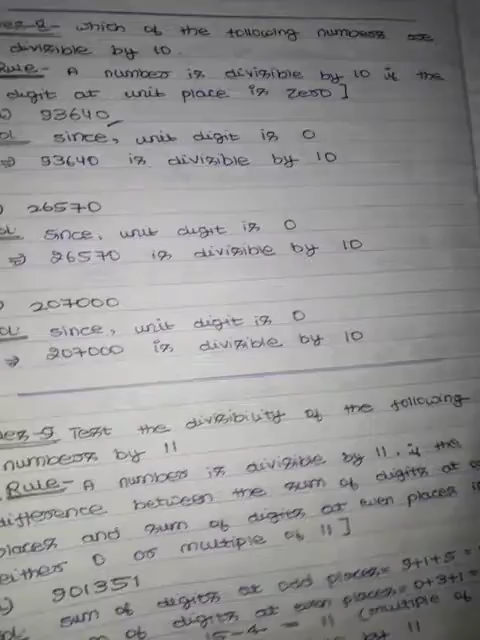 Ques-8- Which of the following numbers are
divisible by 10.
Rule- A number is divisible by 10 if the
digit at unit place is zero]
93640
Since, unit digit is 0
⇒ 93640 is divisible by 10
26570
Since, unit digit is 0
⇒ 26570 is divisible by 10
207000
Since, unit digit is 0
⇒ 207000 is divisible by 10
Ques-9 Test the divisibility of the following
numbers by 11
Rule- A number is divisible by 11, if the
difference between the sum of digits at
places and sum of digits at even places
either 0 or multiple of 11]
901351
Sum of digits at odd places = 9+1+5 =
of digits at even places = 0+3+1 =
15-4 = 11 (multiple of
by 11